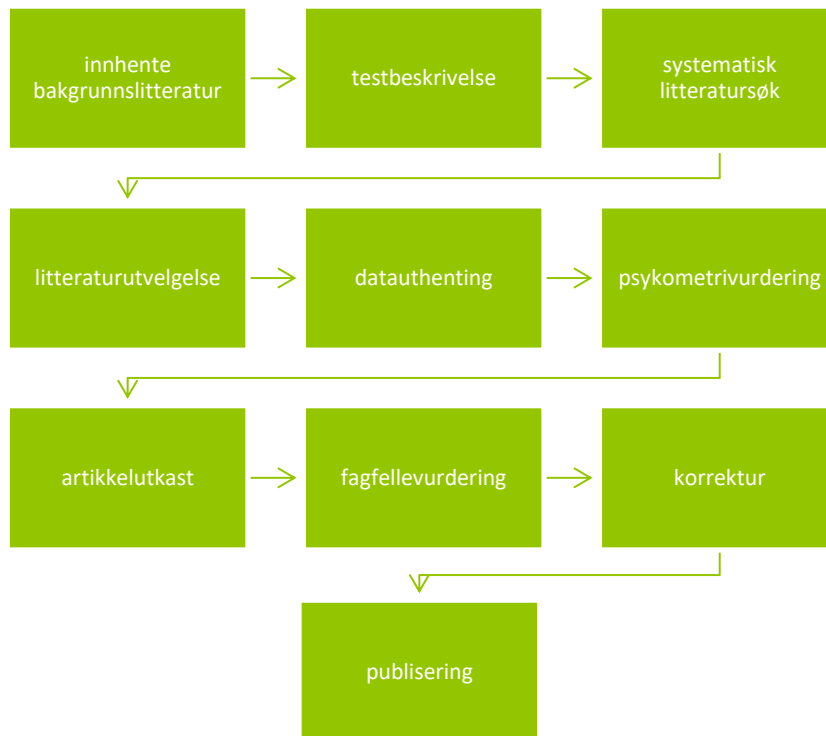 innhente
bakgrunnslitteratur
testbeskrivelse
systematisk
litteratursøk
litteraturutvelgelse
datauthenting
psykometrivurdering
artikkelutkast
fagfellevurdering
korrektur
publisering